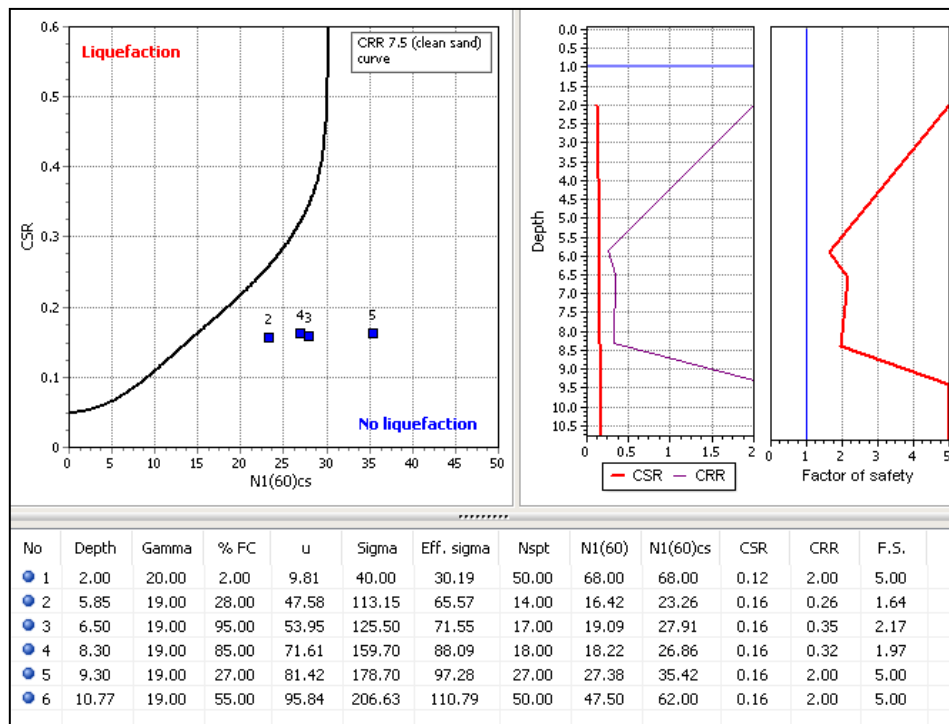 0.6
0.5
0.4
0.3
0.2
0.1
0
CSR
Liquefaction
CRR 7.5 (clean sand)
curve
2
4
3
5
No liquefaction
0 5 10 15 20 25 30 35 40 45 50
N1(60)cs
Depth
0.0
0.5
1.0
1.5
2.0
2.5
3.0
3.5
4.0
4.5
5.0
5.5
6.0
6.5
7.0
7.5
8.0
8.5
9.0
9.5
10.0
10.5
0 0.5 1 1.5 2
CSR CRR
0 1 2 3 4 5
Factor of safety
No Depth Gamma % FC u Sigma Eff. sigma Nspt N1(60) N1(60)cs CSR CRR F.S.
1 2.00 20.00 2.00 9.81 40.00 30.19 50.00 68.00 68.00 0.12 2.00 5.00
2 5.85 19.00 28.00 47.58 113.15 65.57 14.00 16.42 23.26 0.16 0.26 1.64
3 6.50 19.00 95.00 53.95 125.50 71.55 17.00 19.09 27.91 0.16 0.35 2.17
4 8.30 19.00 85.00 71.61 159.70 88.09 18.00 18.22 26.86 0.16 0.32 1.97
5 9.30 19.00 27.00 81.42 178.70 97.28 27.00 27.38 35.42 0.16 2.00 5.00
6 10.77 19.00 55.00 95.84 206.63 110.79 50.00 47.50 62.00 0.16 2.00 5.00